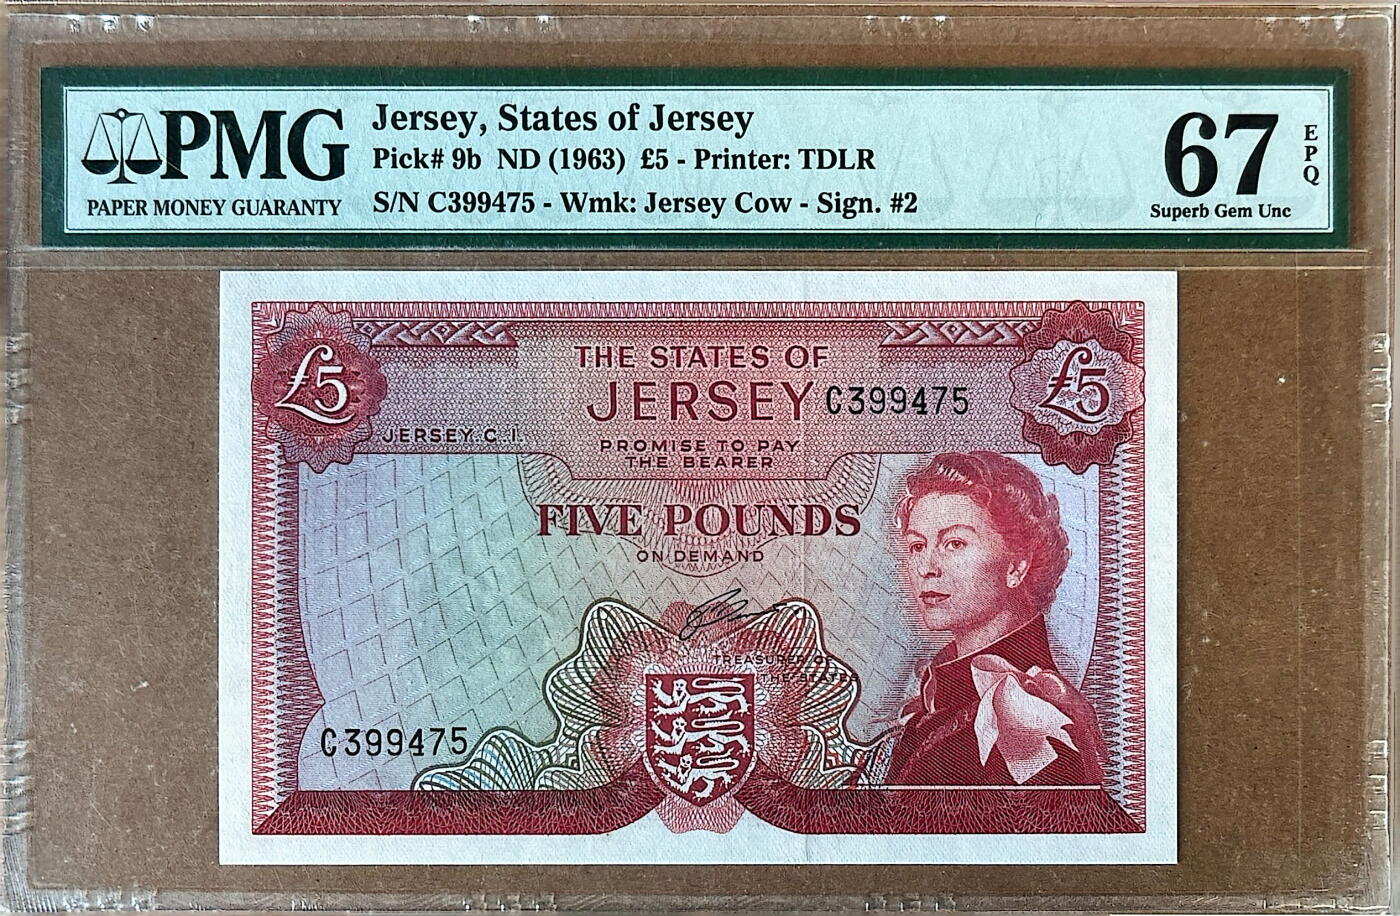 PMG
PAPER MONEY GUARANTY
Jersey, States of Jersey
Pick# 9b ND (1963) £5 - Printer: TDLR
S/N C399475 - Wmk: Jersey Cow - Sign. #2
67
EPQ
Superb Gem Unc
£5
THE STATES OF
JERSEY
C399475
£5
JERSEY. C. I.
PROMISE TO PAY
THE BEARER
FIVE POUNDS
ON DEMAND
TREASURER OF
THE STATES
C399475